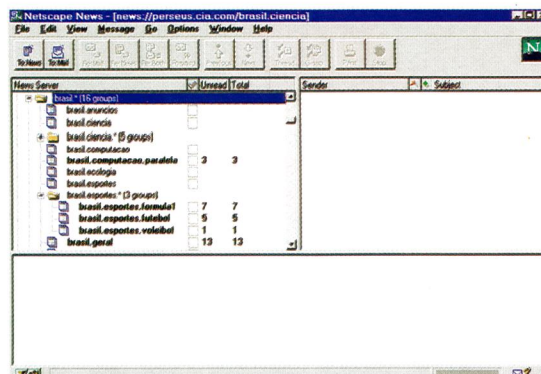 Netscape News - [news://perseus.cia.com/brasil.ciencia]
File Edit View Message Go Options Window Help
To: News To: Mail
News Server Unread Total Sender Subject
brasil.* (16 groups)
brasil.anuncios
brasil.ciencia
brasil.ciencia.* (5 groups)
brasil.computacao
brasil.computacao.paralela 3 3
brasil.ecologia
brasil.esportes
brasil.esportes.* (3 groups)
brasil.esportes.formula1 7 7
brasil.esportes.futebol 5 5
brasil.esportes.voleibol 1 1
brasil.geral 13 13